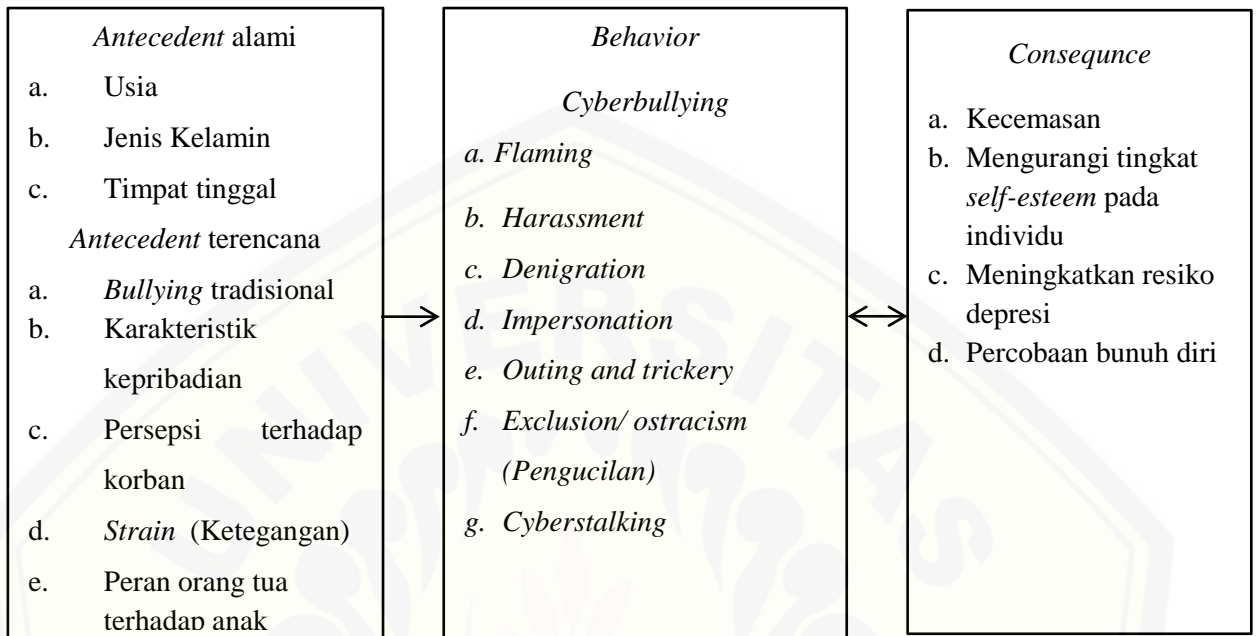 Antecedent alami
a. Usia
b. Jenis Kelamin
c. Timpat tinggal
Antecedent terencana
a. Bullying tradisional
b. Karakteristik
kepribadian
c. Persepsi terhadap
korban
d. Strain (Ketegangan)
e. Peran orang tua
terhadap anak
Behavior
Cyberbullying
a. Flaming
b. Harassment
c. Denigration
d. Impersonation
e. Outing and trickery
f. Exclusion/ ostracism
(Pengucilan)
g. Cyberstalking
Consequnce
a. Kecemasan
b. Mengurangi tingkat
self-esteem pada
individu
c. Meningkatkan resiko
depresi
d. Percobaan bunuh diri
UNIVERSITAS